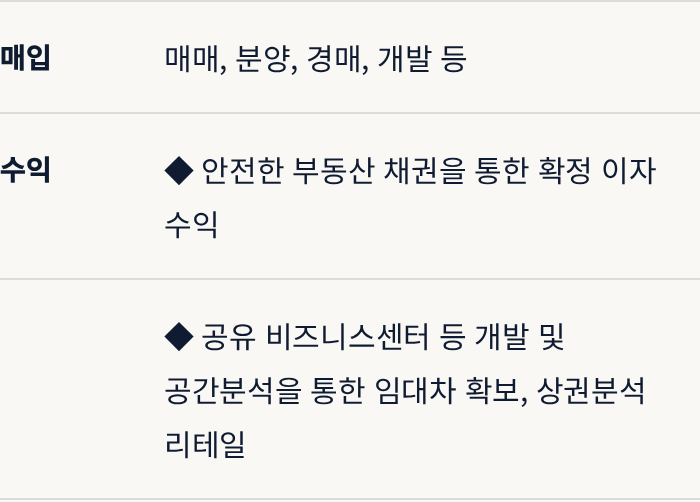 매입 매매, 분양, 경매, 개발 등
수익 ◆ 안전한 부동산 채권을 통한 확정 이자
수익
◆ 공유 비즈니스센터 등 개발 및
공간분석을 통한 임대차 확보, 상권분석
리테일